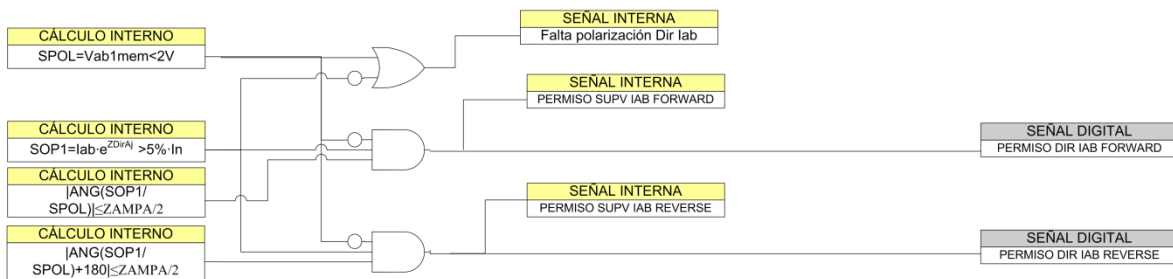 SEÑAL INTERNA
Falta polarización Dir Iab
CÁLCULO INTERNO
SPOL=Vab1mem<2V
SEÑAL INTERNA
PERMISO SUPV IAB FORWARD
CÁLCULO INTERNO
SOP1=Iab·e^ZDirAj >5%·In
SEÑAL DIGITAL
PERMISO DIR IAB FORWARD
CÁLCULO INTERNO
|ANG(SOP1/
SPOL)|≤ZAMPA/2
SEÑAL INTERNA
PERMISO SUPV IAB REVERSE
CÁLCULO INTERNO
|ANG(SOP1/
SPOL)+180|≤ZAMPA/2
SEÑAL DIGITAL
PERMISO DIR IAB REVERSE